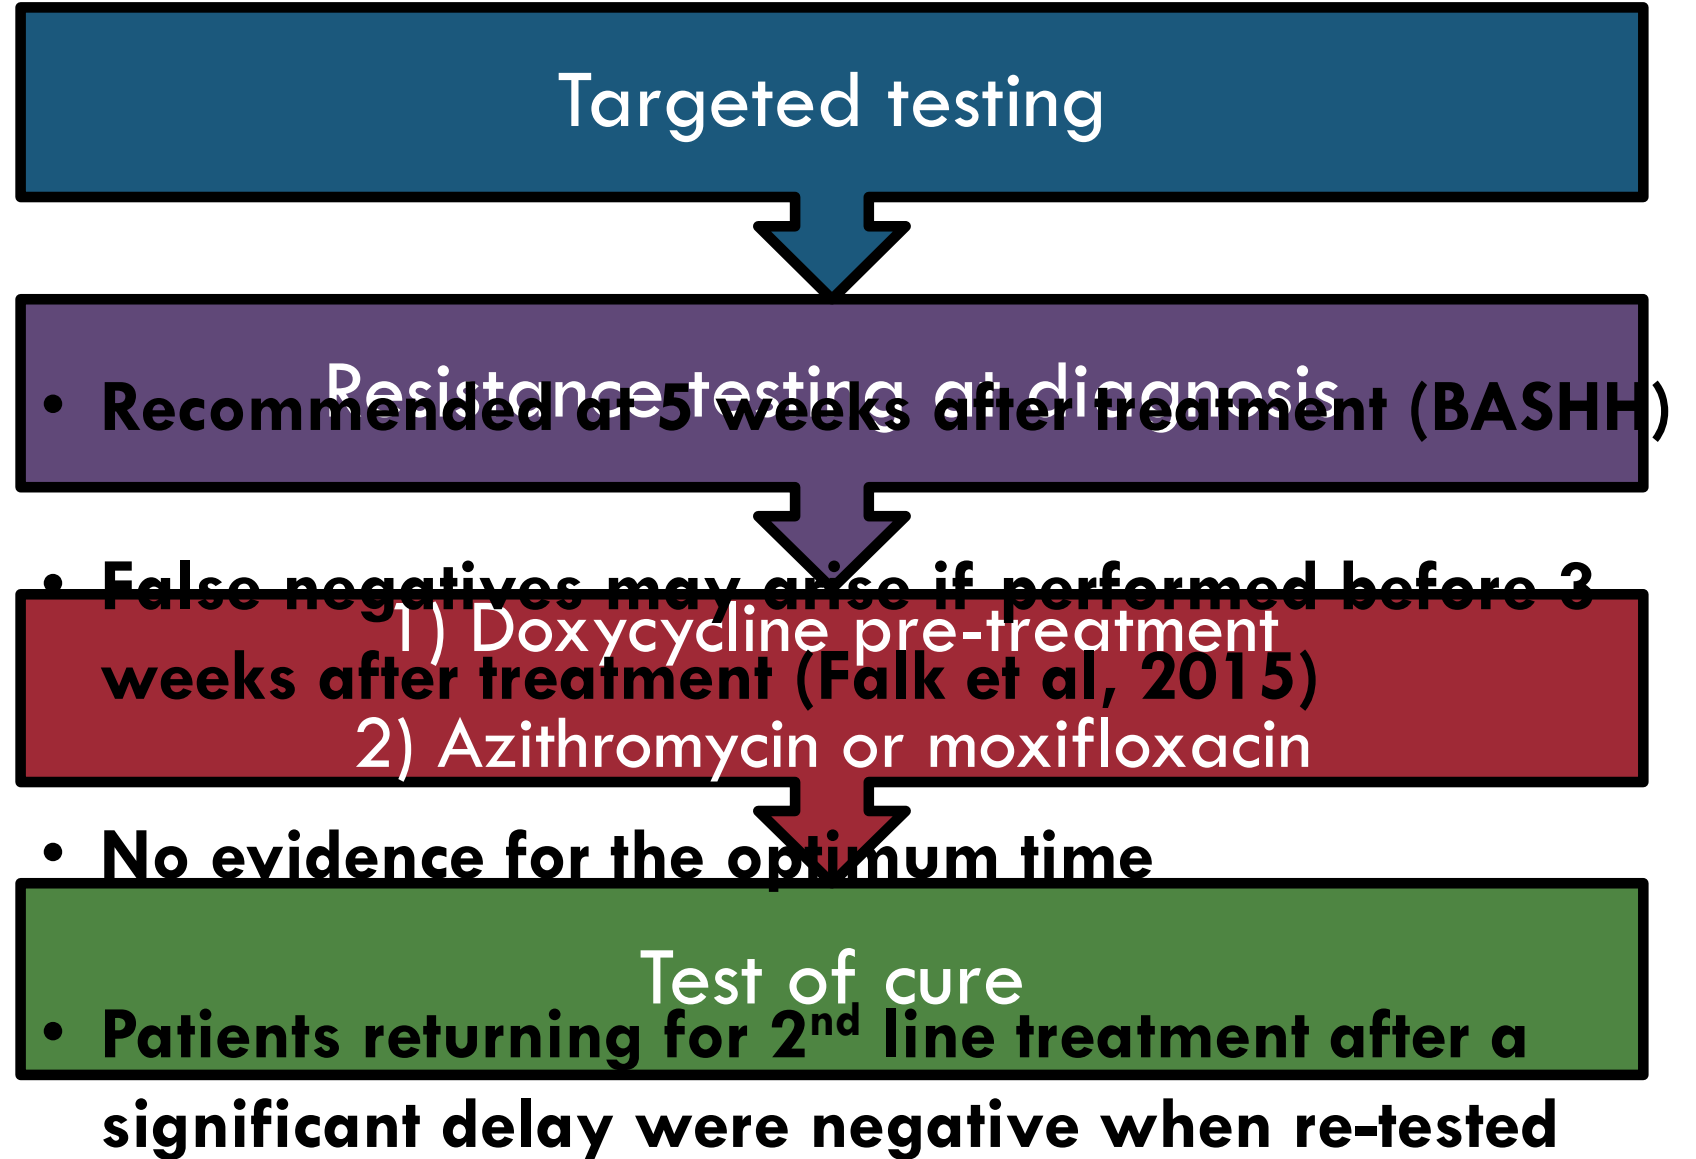 Targeted testing
Resistance testing at diagnosis
• Recommended at 5 weeks after treatment (BASHH)
• False negatives may arise if performed before 3
1) Doxycycline pre-treatment
weeks after treatment (Falk et al, 2015)
2) Azithromycin or moxifloxacin
• No evidence for the optimum time
Test of cure
• Patients returning for 2nd line treatment after a
significant delay were negative when re-tested